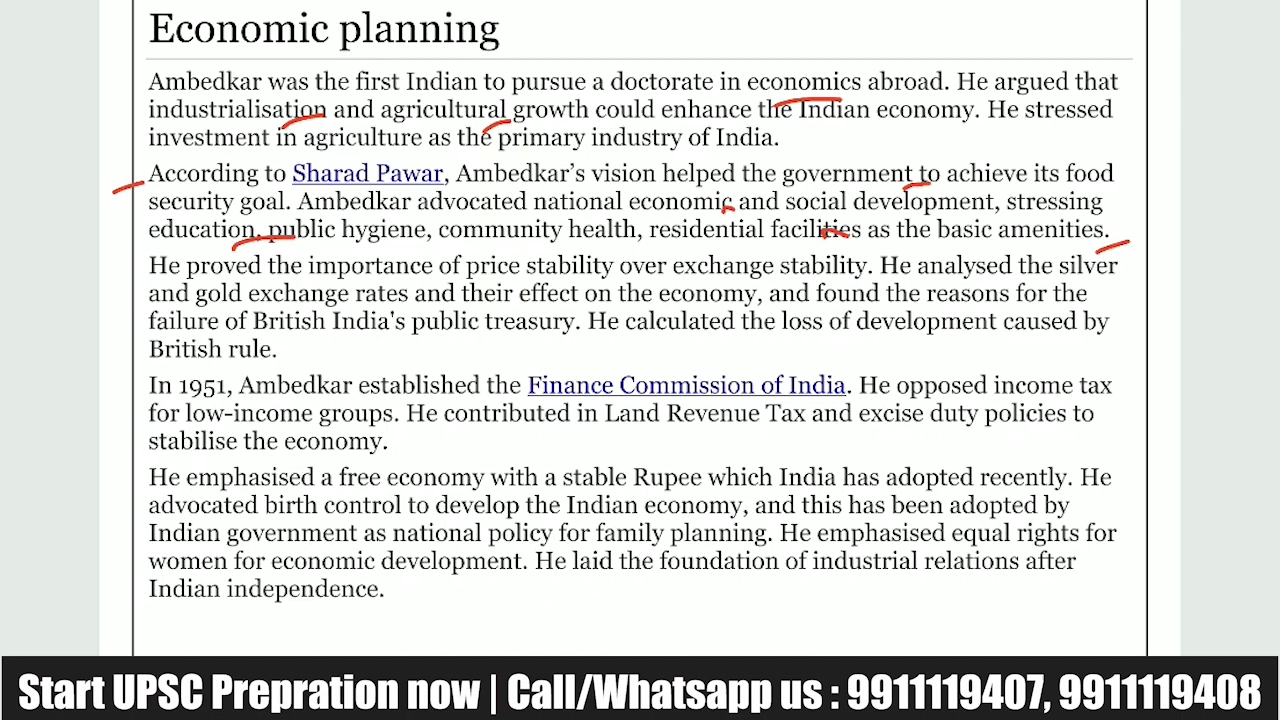 Economic planning
Ambedkar was the first Indian to pursue a doctorate in economics abroad. He argued that
industrialisation and agricultural growth could enhance the Indian economy. He stressed
investment in agriculture as the primary industry of India.
According to Sharad Pawar, Ambedkar's vision helped the government to achieve its food
security goal. Ambedkar advocated national economic and social development, stressing
education, public hygiene, community health, residential facilities as the basic amenities.
He proved the importance of price stability over exchange stability. He analysed the silver
and gold exchange rates and their effect on the economy, and found the reasons for the
failure of British India's public treasury. He calculated the loss of development caused by
British rule.
In 1951, Ambedkar established the Finance Commission of India. He opposed income tax
for low-income groups. He contributed in Land Revenue Tax and excise duty policies to
stabilise the economy.
He emphasised a free economy with a stable Rupee which India has adopted recently. He
advocated birth control to develop the Indian economy, and this has been adopted by
Indian government as national policy for family planning. He emphasised equal rights for
women for economic development. He laid the foundation of industrial relations after
Indian independence.
Start UPSC Prepration now | Call/Whatsapp us : 9911119407, 9911119408